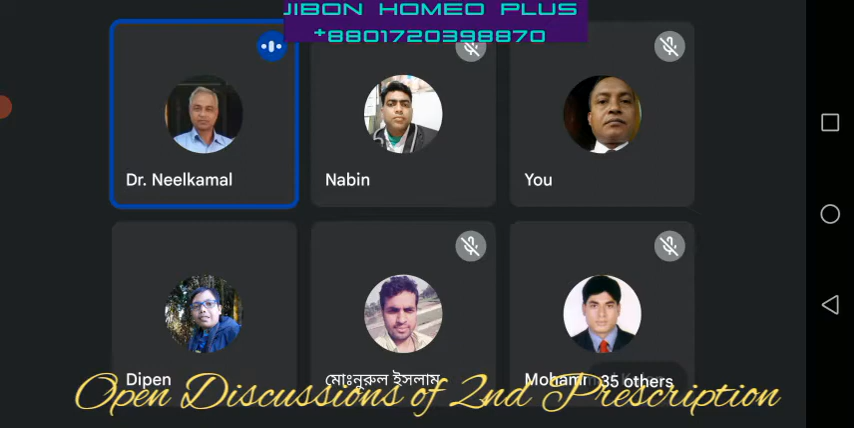 JIBON HOMEO PLUS
+8801720398870
Dr. Neelkamal
Nabin
You
Dipen
মোঃনূরুল ইসলাম
35 others
Open Discussions of 2nd Prescription